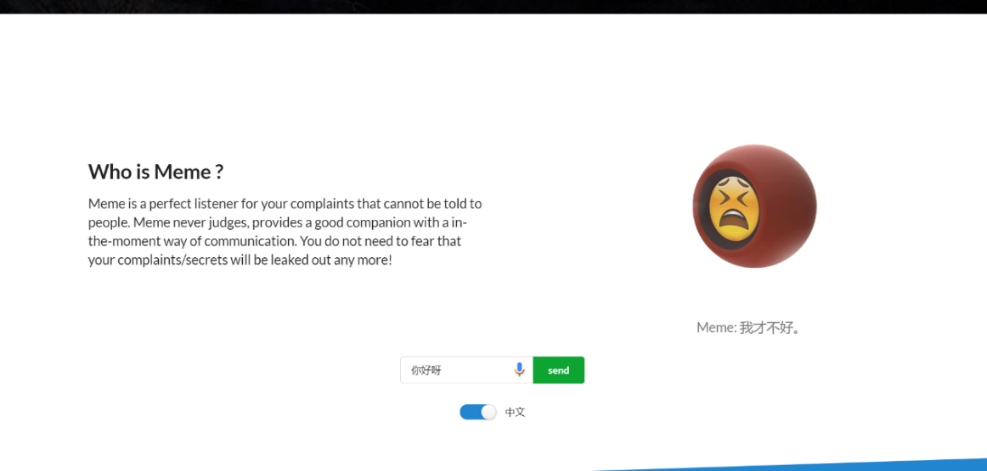 Who is Meme ?
Meme is a perfect listener for your complaints that cannot be told to
people. Meme never judges, provides a good companion with a in-
the-moment way of communication. You do not need to fear that
your complaints/secrets will be leaked out any more!
Meme: 我才不好。
你好呀
send
中文